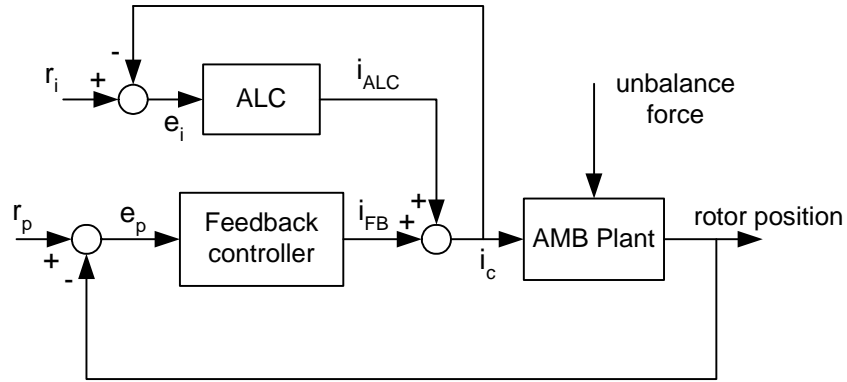 -
r_i
+
e_i
ALC
i_ALC
unbalance
force
r_p
+
-
e_p
Feedback
controller
i_FB
+
+
i_c
AMB Plant
rotor position